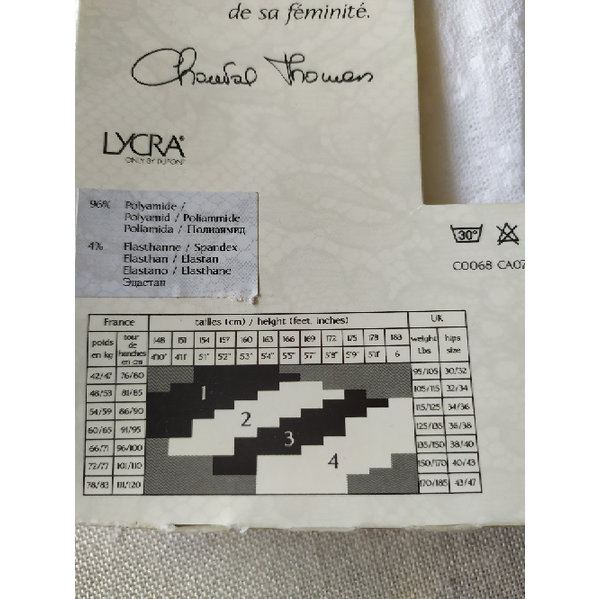 de sa féminité.
Chantal Thomass
LYCRA®
ONLY BY DUPONT
96% Polyamide /
Polyamid / Poliammide
Poliamida / Полиамид
4% Elasthanne / Spandex
Elasthan / Elastan
Elastano / Elasthane
Эластан
30°
C0068 CA02
France tailles (cm) / height (feet, inches) UK
poids en kg tour de hanches en cm 148 151 154 157 160 163 166 169 172 175 178 183 weight Lbs hips size
4'10" 4'11" 5'1" 5'2" 5'3" 5'4" 5'5" 5'7" 5'8" 5'9" 5'11" 6
42/47 76/80 95/105 30/32
48/53 81/85 1 105/115 32/34
54/59 86/90 2 115/125 34/36
60/65 91/95 3 125/135 36/38
66/71 96/100 4 135/150 38/40
72/77 101/110 150/170 40/43
78/83 111/120 170/185 43/47